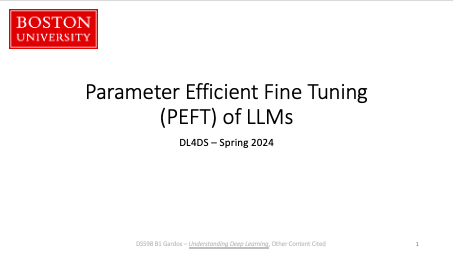 BOSTON
UNIVERSITY
Parameter Efficient Fine Tuning
(PEFT) of LLMs
DL4DS – Spring 2024
DS598 B1 Gardos – Understanding Deep Learning, Other Content Cited
1